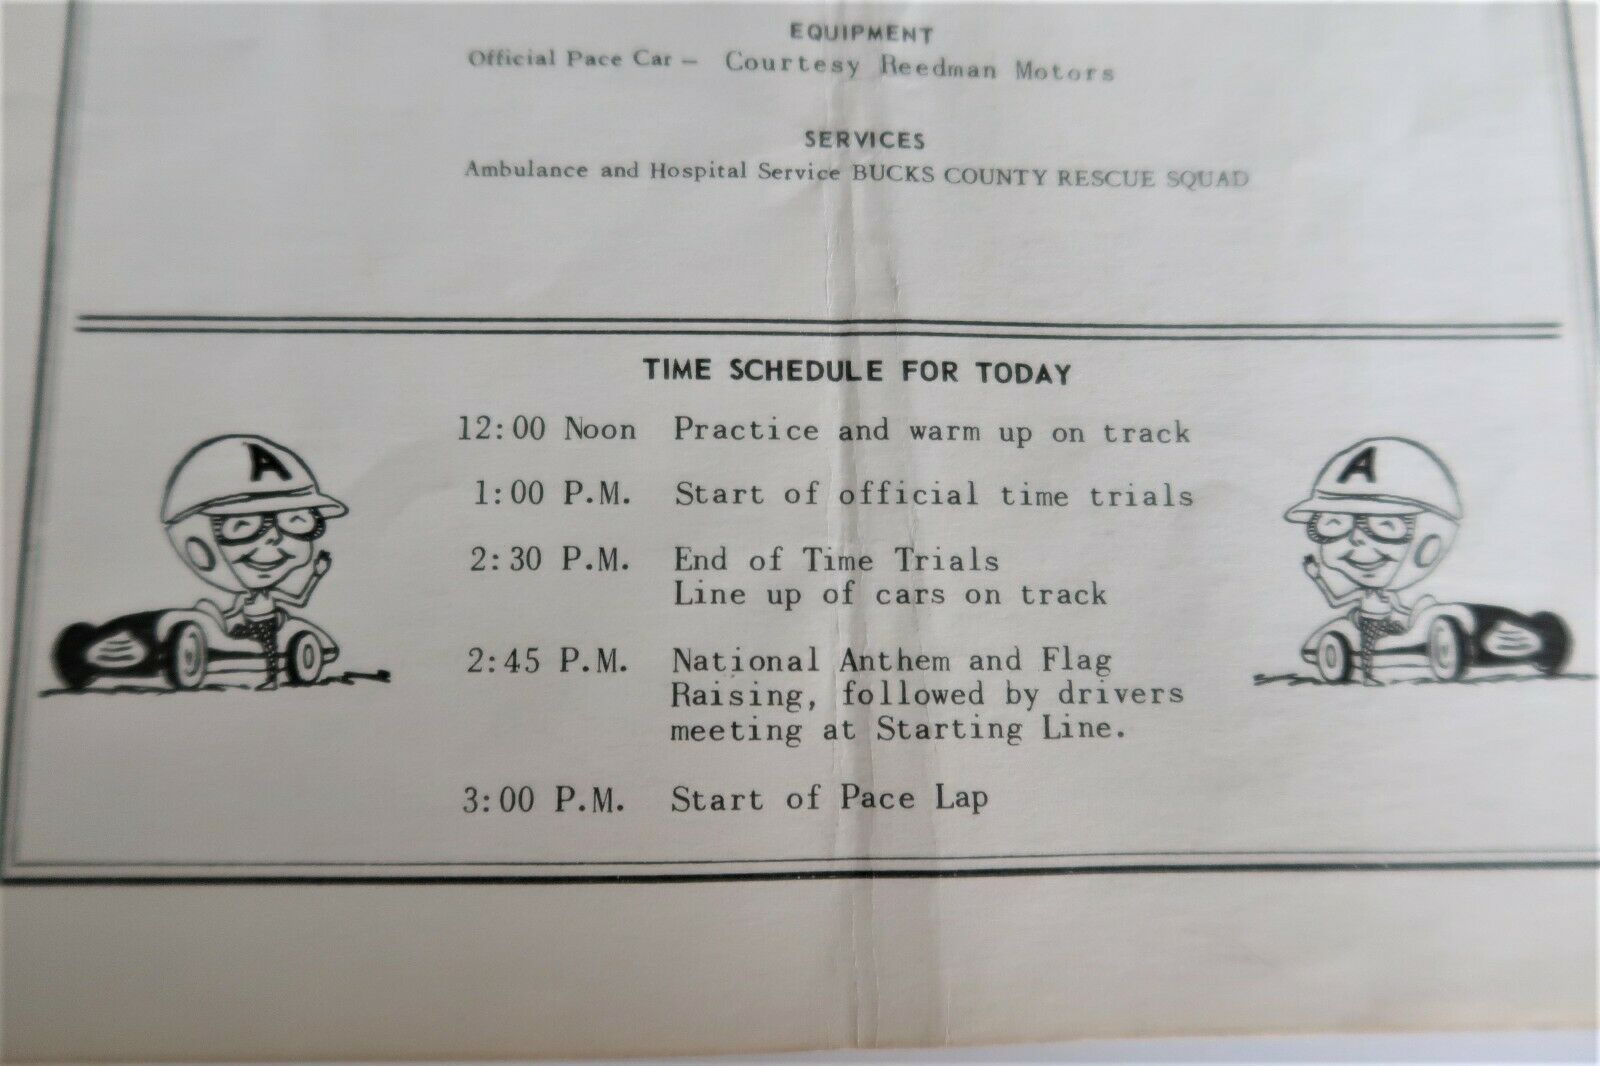 EQUIPMENT
Official Pace Car — Courtesy Reedman Motors
SERVICES
Ambulance and Hospital Service BUCKS COUNTY RESCUE SQUAD
TIME SCHEDULE FOR TODAY
12:00 Noon Practice and warm up on track
1:00 P.M. Start of official time trials
2:30 P.M. End of Time Trials
Line up of cars on track
2:45 P.M. National Anthem and Flag
Raising, followed by drivers
meeting at Starting Line.
3:00 P.M. Start of Pace Lap
A
A